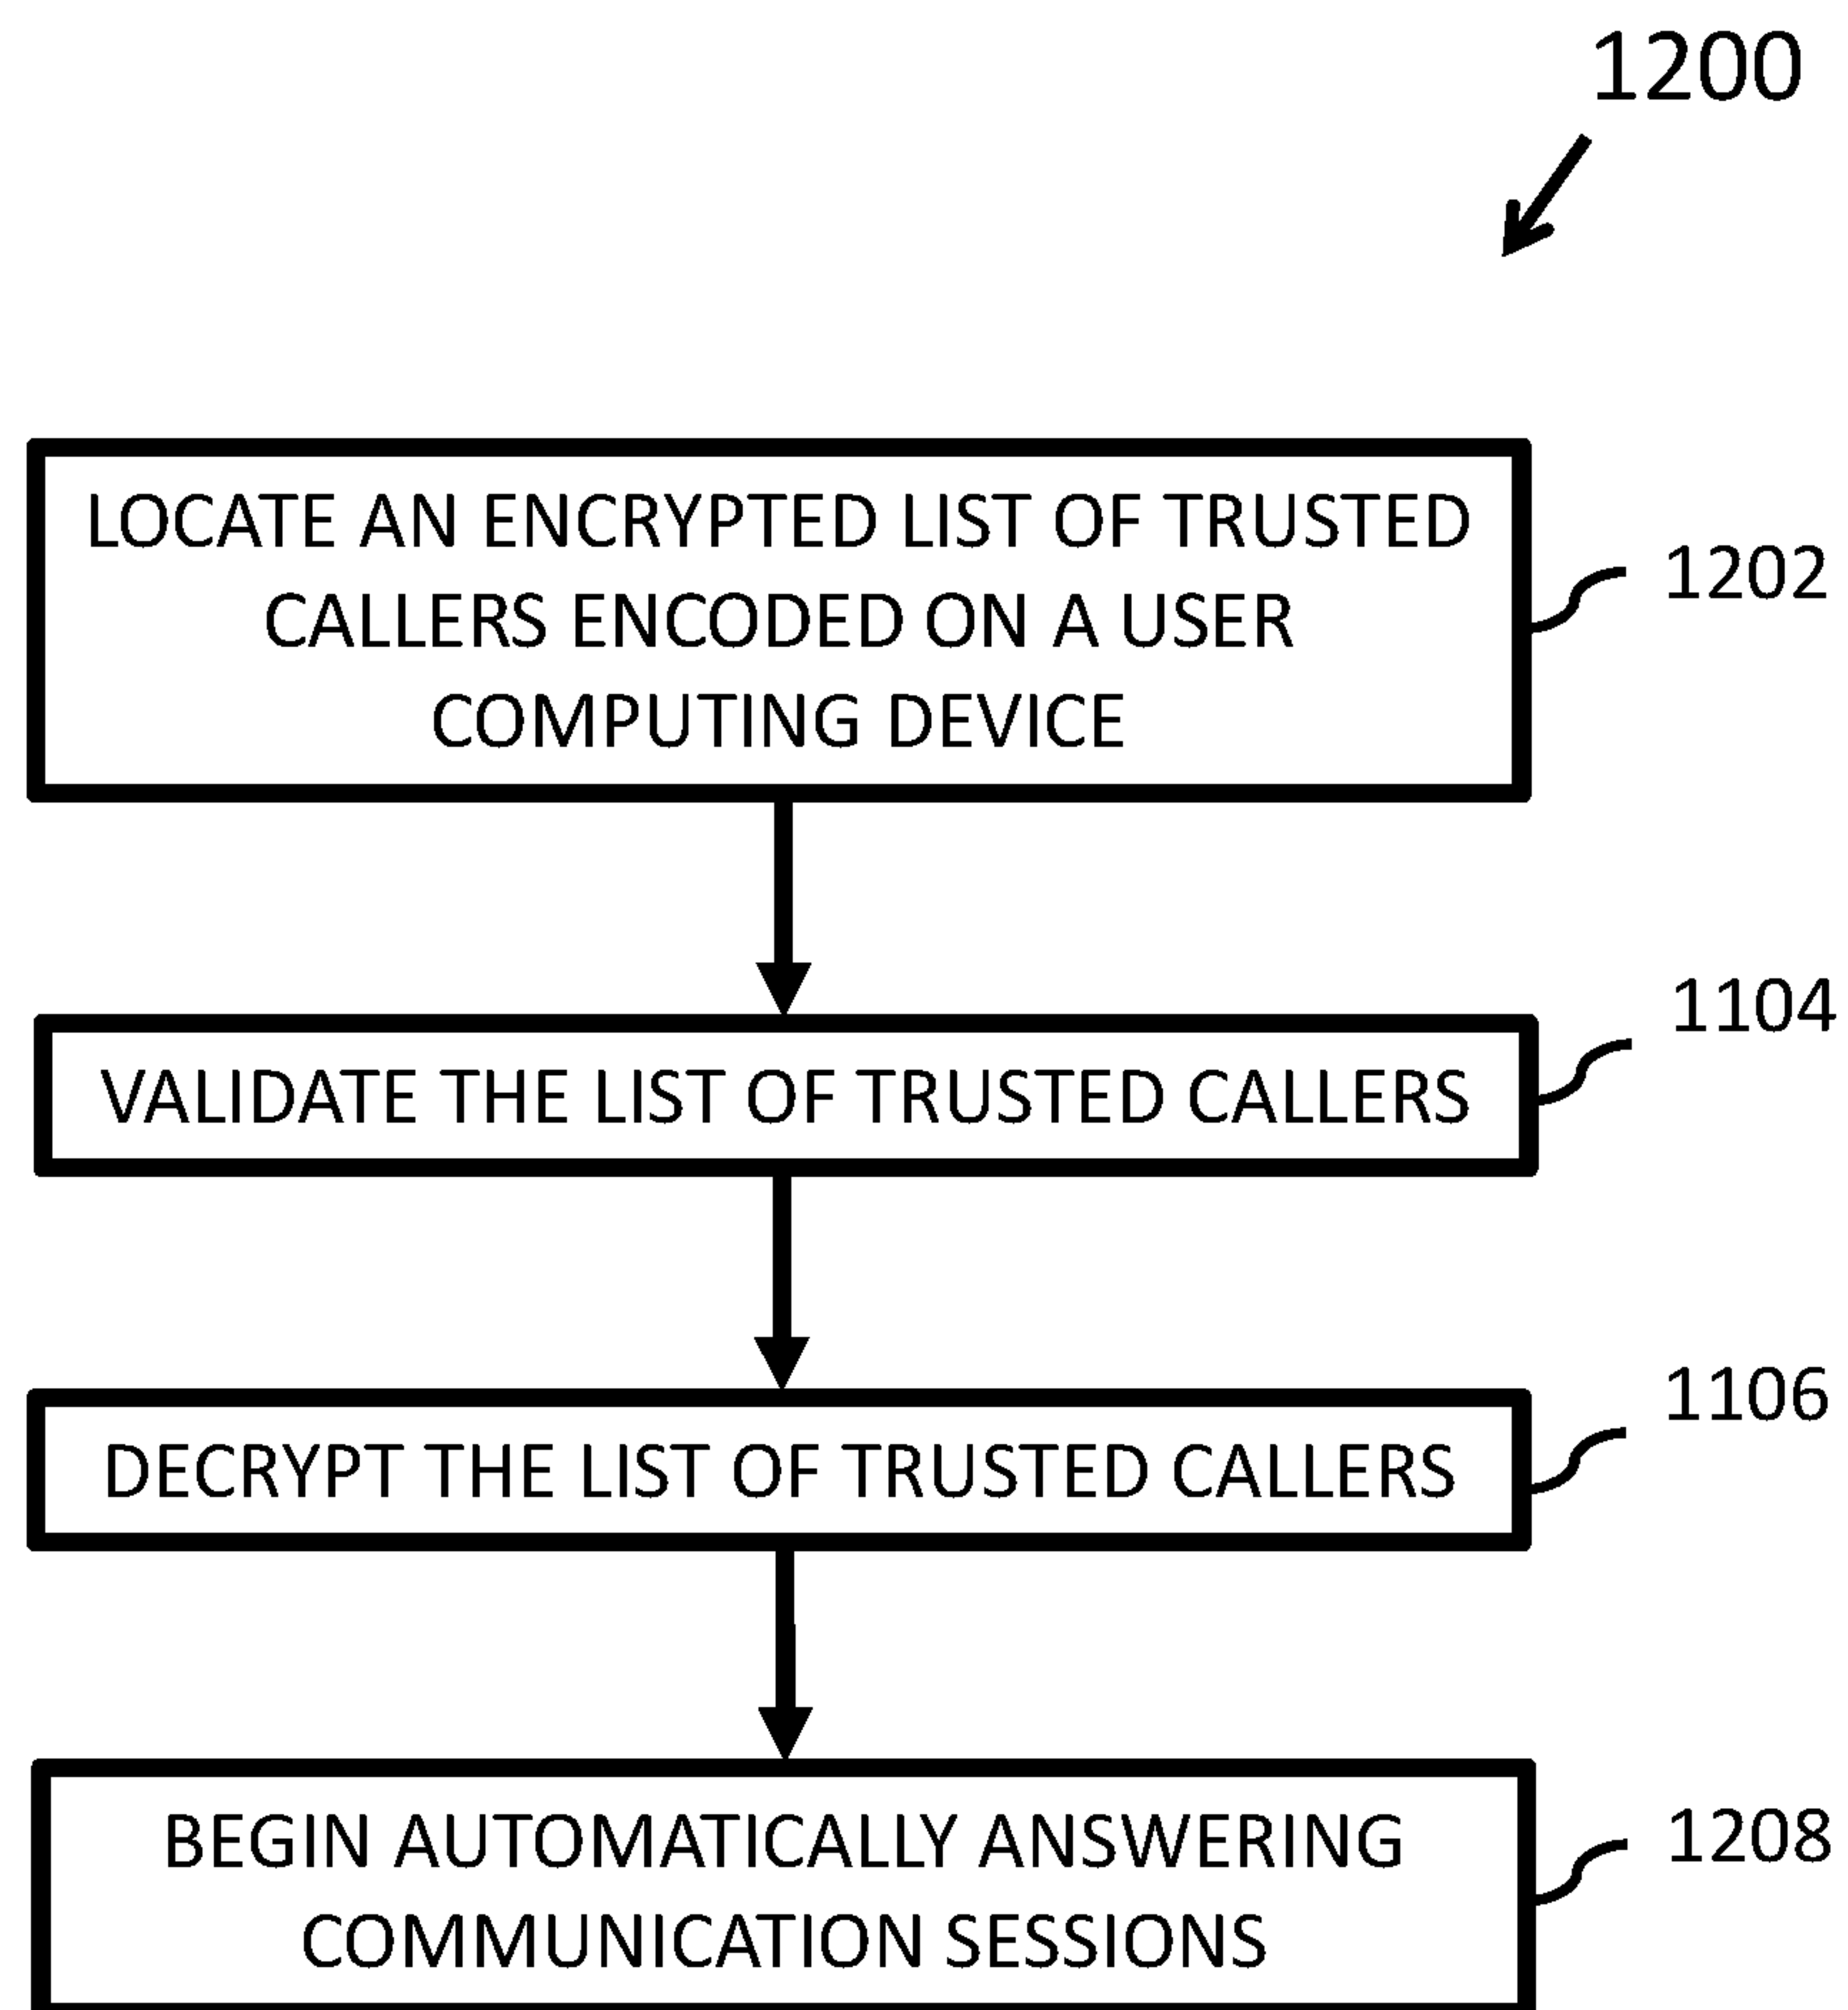 1200
LOCATE AN ENCRYPTED LIST OF TRUSTED
CALLERS ENCODED ON A USER
COMPUTING DEVICE
1202
1104
VALIDATE THE LIST OF TRUSTED CALLERS
1106
DECRYPT THE LIST OF TRUSTED CALLERS
BEGIN AUTOMATICALLY ANSWERING
COMMUNICATION SESSIONS
1208